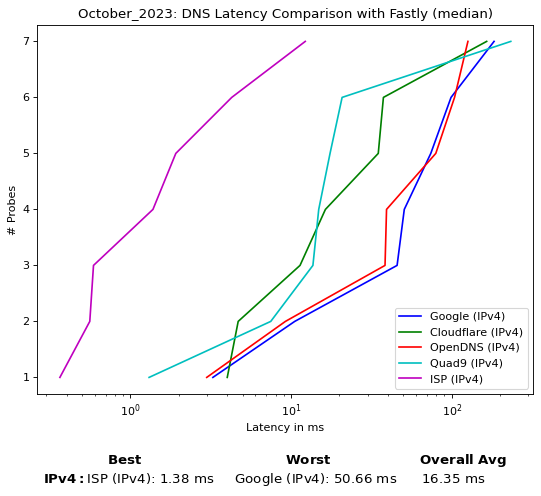 October_2023: DNS Latency Comparison with Fastly (median)
7
6
5
4
3
2
1
# Probes
10⁰ 10¹ 10²
Latency in ms
Google (IPv4)
Cloudflare (IPv4)
OpenDNS (IPv4)
Quad9 (IPv4)
ISP (IPv4)
Best Worst Overall Avg
IPv4: ISP (IPv4): 1.38 ms Google (IPv4): 50.66 ms 16.35 ms